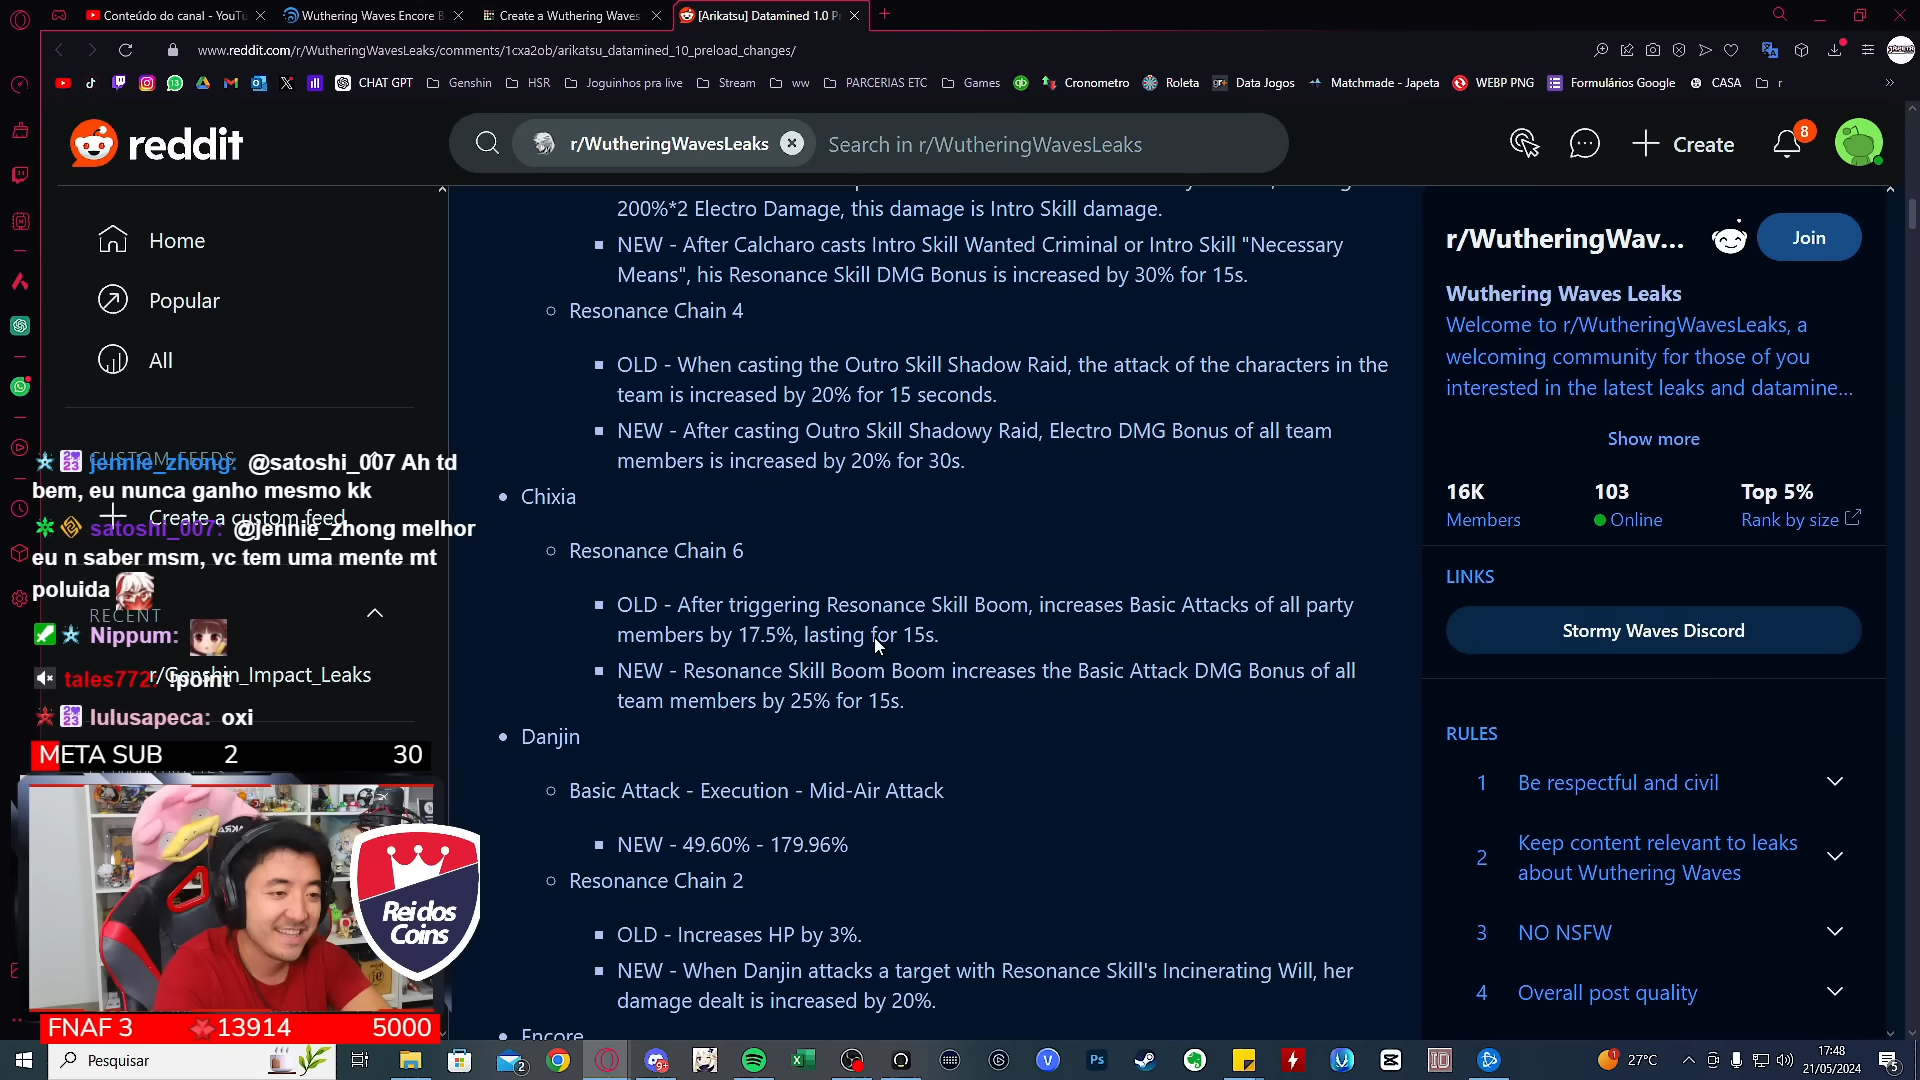 Conteúdo do canal - YouTu
Wuthering Waves Encore B
Create a Wuthering Waves
[Arikatsu] Datamined 1.0 P
www.reddit.com/r/WutheringWavesLeaks/comments/1cxa2ob/arikatsu_datamined_10_preload_changes/
CHAT GPT Genshin HSR Joguinhos pra live Stream ww PARCERIAS ETC Games Cronometro Roleta Data Jogos Matchmade - Japeta WEBP PNG Formulários Google CASA r
reddit
r/WutheringWavesLeaks
Search in r/WutheringWavesLeaks
Create
8
Home
Popular
All
CUSTOM FEEDS
Create a custom feed
RECENT
r/Genshin_Impact_Leaks
jennie_zhong: @satoshi_007 Ah td
bem, eu nunca ganho mesmo kk
satoshi_007: @jennie_zhong melhor
eu n saber msm, vc tem uma mente mt
poluida
Nippum:
tales772: !point
lulusapeca: oxi
META SUB 2 30
Rei dos
Coins
FNAF 3 13914 5000
200%*2 Electro Damage, this damage is Intro Skill damage.
NEW - After Calcharo casts Intro Skill Wanted Criminal or Intro Skill "Necessary
Means", his Resonance Skill DMG Bonus is increased by 30% for 15s.
Resonance Chain 4
OLD - When casting the Outro Skill Shadow Raid, the attack of the characters in the
team is increased by 20% for 15 seconds.
NEW - After casting Outro Skill Shadowy Raid, Electro DMG Bonus of all team
members is increased by 20% for 30s.
Chixia
Resonance Chain 6
OLD - After triggering Resonance Skill Boom, increases Basic Attacks of all party
members by 17.5%, lasting for 15s.
NEW - Resonance Skill Boom Boom increases the Basic Attack DMG Bonus of all
team members by 25% for 15s.
Danjin
Basic Attack - Execution - Mid-Air Attack
NEW - 49.60% - 179.96%
Resonance Chain 2
OLD - Increases HP by 3%.
NEW - When Danjin attacks a target with Resonance Skill's Incinerating Will, her
damage dealt is increased by 20%.
Encore
r/WutheringWav...
Join
Wuthering Waves Leaks
Welcome to r/WutheringWavesLeaks, a
welcoming community for those of you
interested in the latest leaks and datamine...
Show more
16K 103 Top 5%
Members Online Rank by size
LINKS
Stormy Waves Discord
RULES
1 Be respectful and civil
2 Keep content relevant to leaks
about Wuthering Waves
3 NO NSFW
4 Overall post quality
Pesquisar
27°C
17:48
21/05/2024